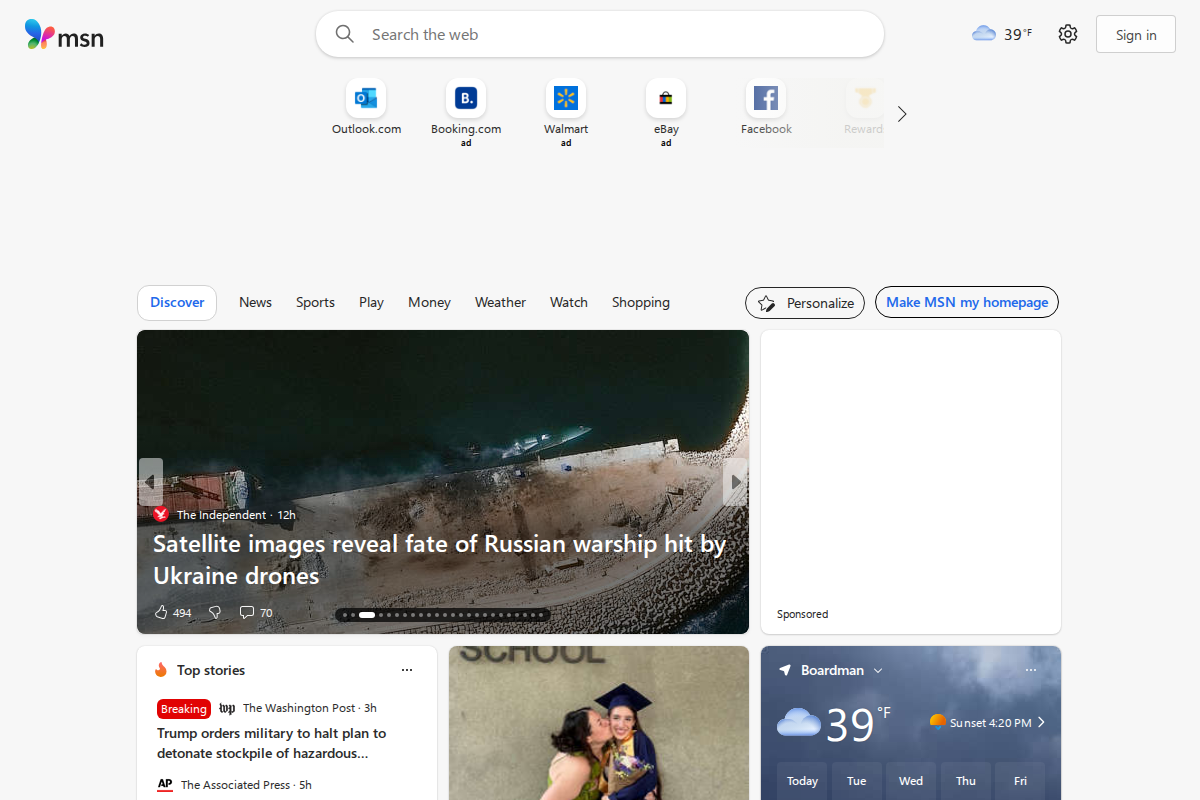 msn
Search the web
39°F
Sign in
Outlook.com
Booking.com
ad
Walmart
ad
eBay
ad
Facebook
Reward
Discover
News
Sports
Play
Money
Weather
Watch
Shopping
Personalize
Make MSN my homepage
The Independent · 12h
Satellite images reveal fate of Russian warship hit by
Ukraine drones
494
70
Sponsored
Top stories
Breaking
wp The Washington Post · 3h
Trump orders military to halt plan to
detonate stockpile of hazardous...
AP The Associated Press · 5h
SCHOOL
Boardman
39°F
Sunset 4:20 PM
Today
Tue
Wed
Thu
Fri